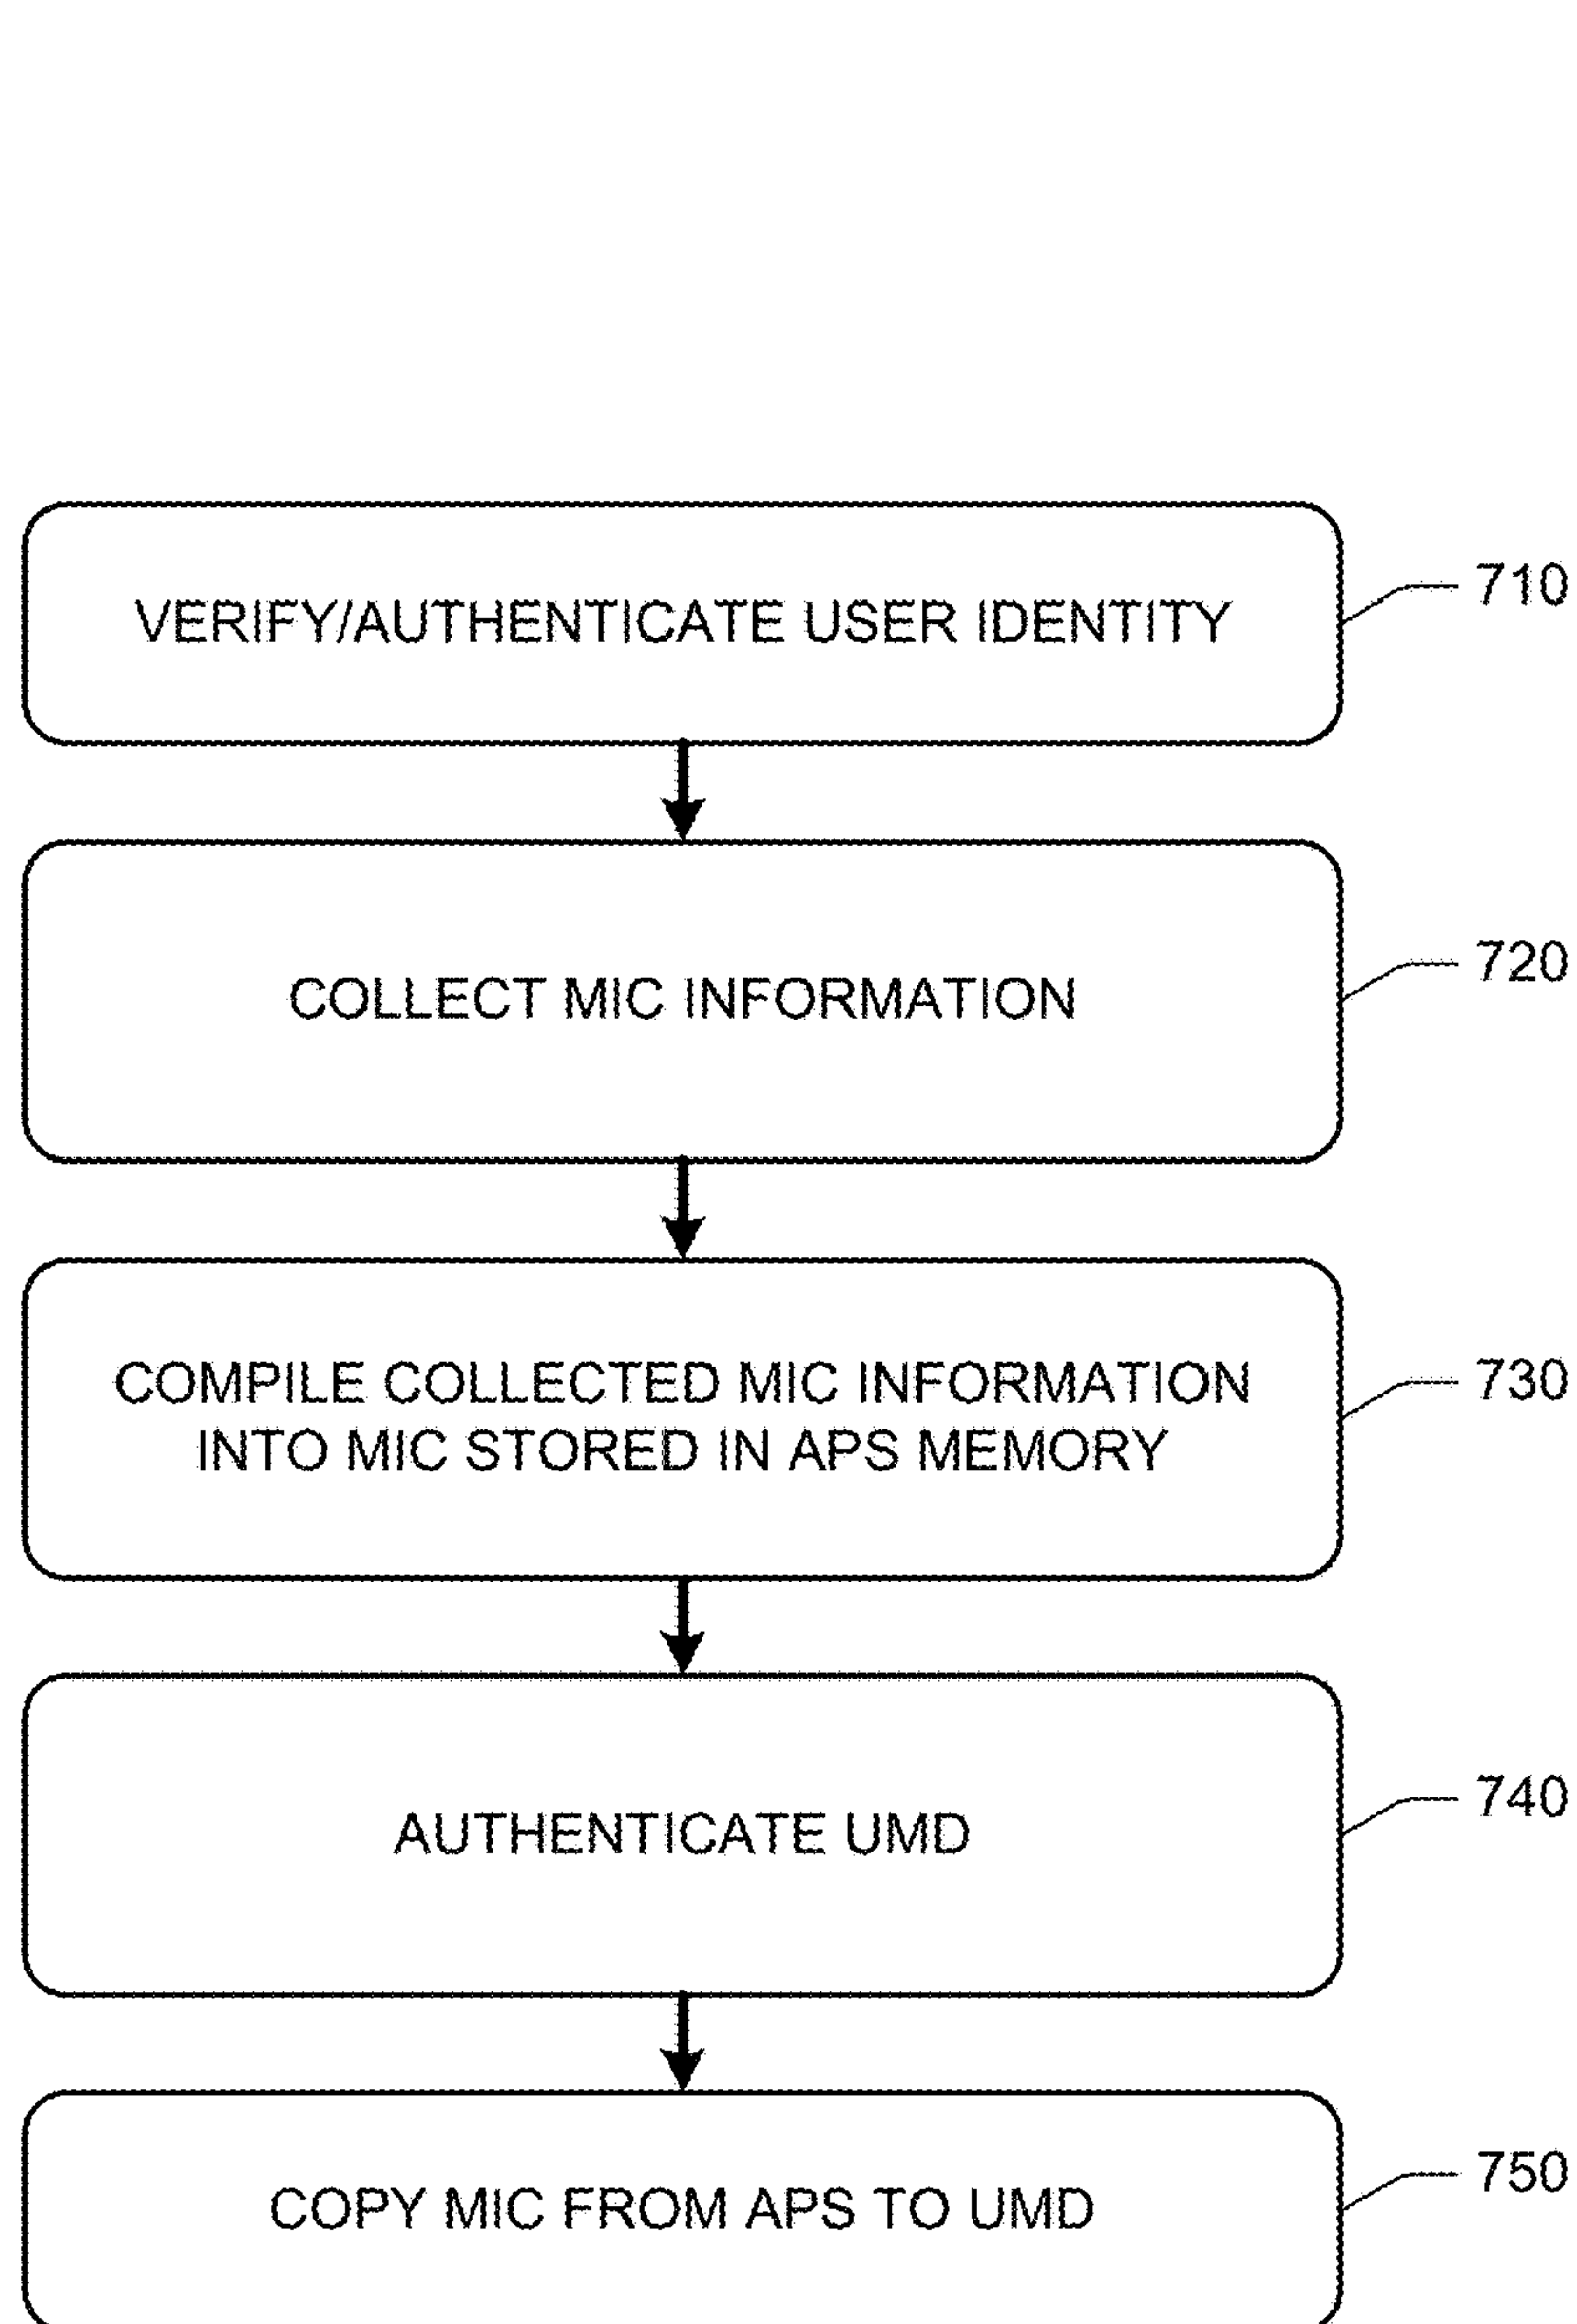 VERIFY/AUTHENTICATE USER IDENTITY
710
COLLECT MIC INFORMATION
720
COMPILE COLLECTED MIC INFORMATION
INTO MIC STORED IN APS MEMORY
730
AUTHENTICATE UMD
740
COPY MIC FROM APS TO UMD
750